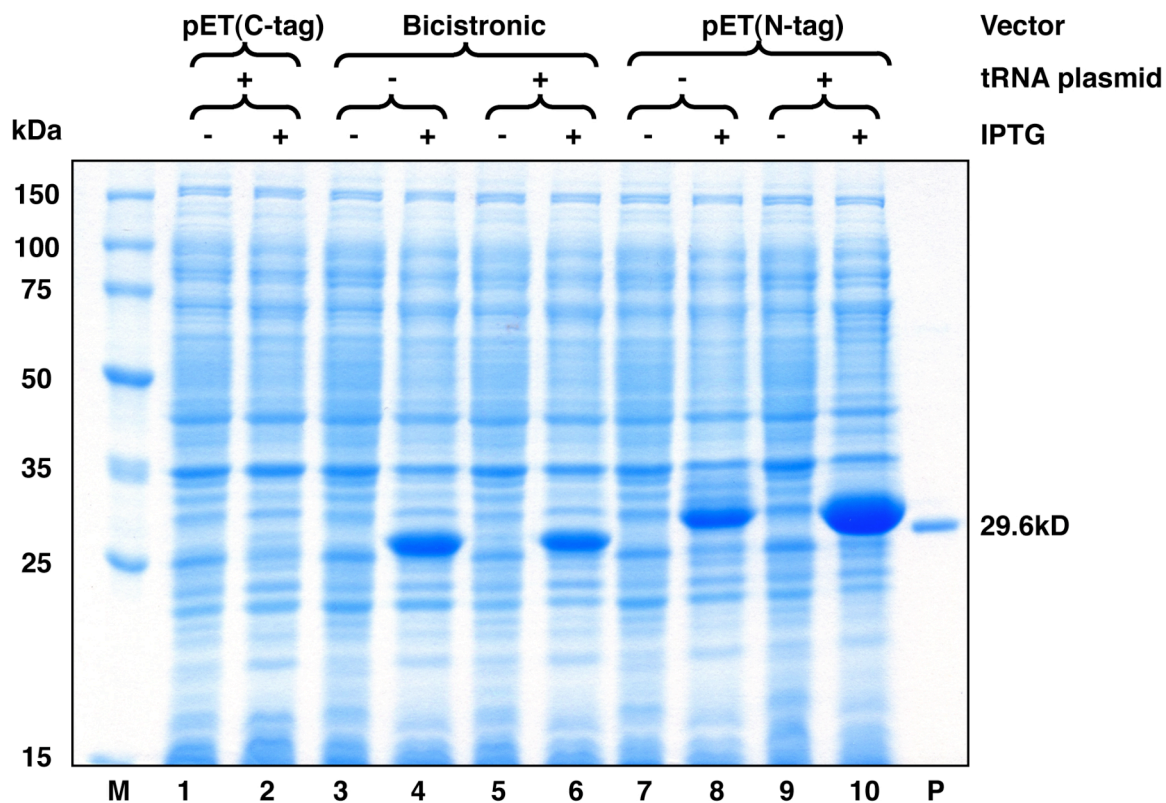 pET(C-tag) Bicistronic pET(N-tag) Vector
+ - + - + tRNA plasmid
kDa - + - + - + - + - + IPTG
150
100
75
50
35
29.6kD
25
15
M 1 2 3 4 5 6 7 8 9 10 P